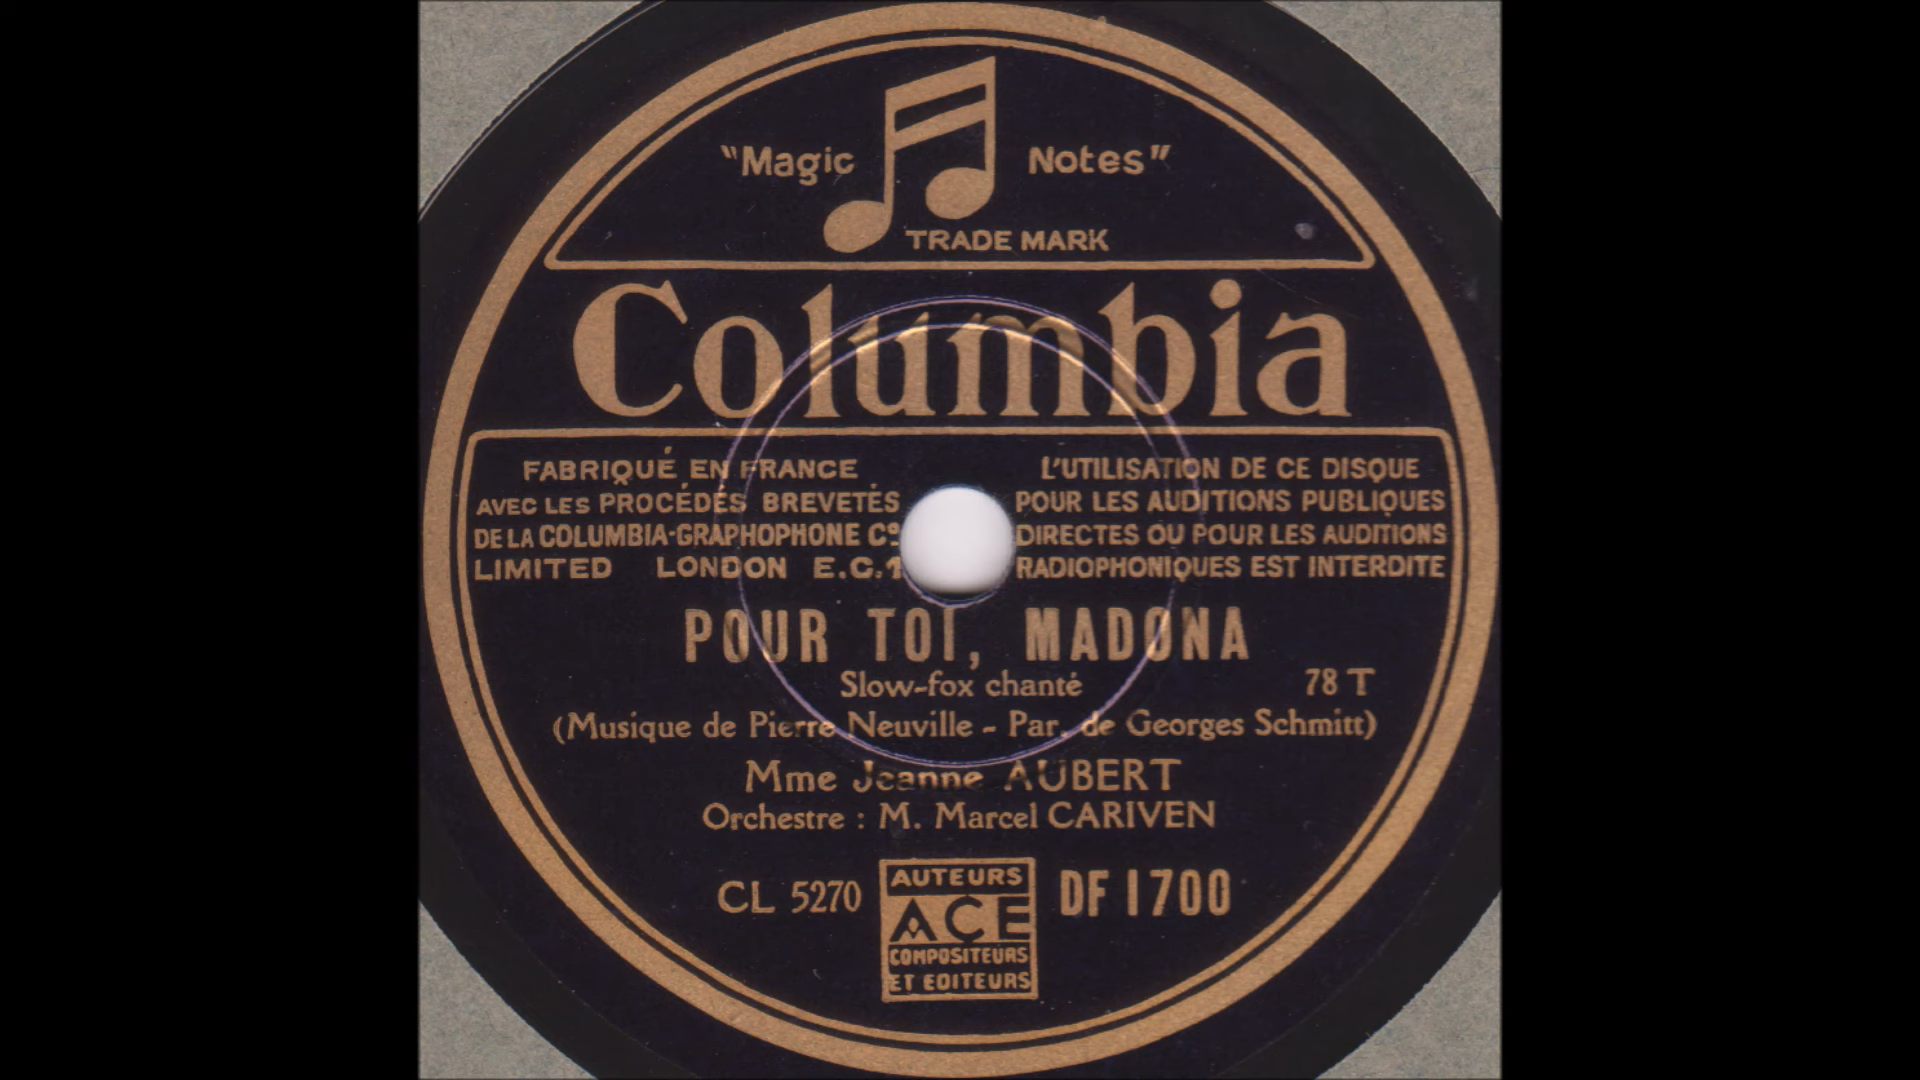 "Magic Notes"
TRADE MARK
Columbia
FABRIQUÉ EN FRANCE
AVEC LES PROCÉDÉS BREVETÉS
DE LA COLUMBIA-GRAPHOPHONE Cº
LIMITED LONDON E.C.1
L'UTILISATION DE CE DISQUE
POUR LES AUDITIONS PUBLIQUES
DIRECTES OU POUR LES AUDITIONS
RADIOPHONIQUES EST INTERDITE
POUR TOI, MADONA
Slow-fox chanté 78 T
(Musique de Pierre Neuville - Par. de Georges Schmitt)
Mme Jeanne AUBERT
Orchestre : M. Marcel CARIVEN
CL 5270
AUTEURS
ACE
COMPOSITEURS
ET EDITEURS
DF 1700